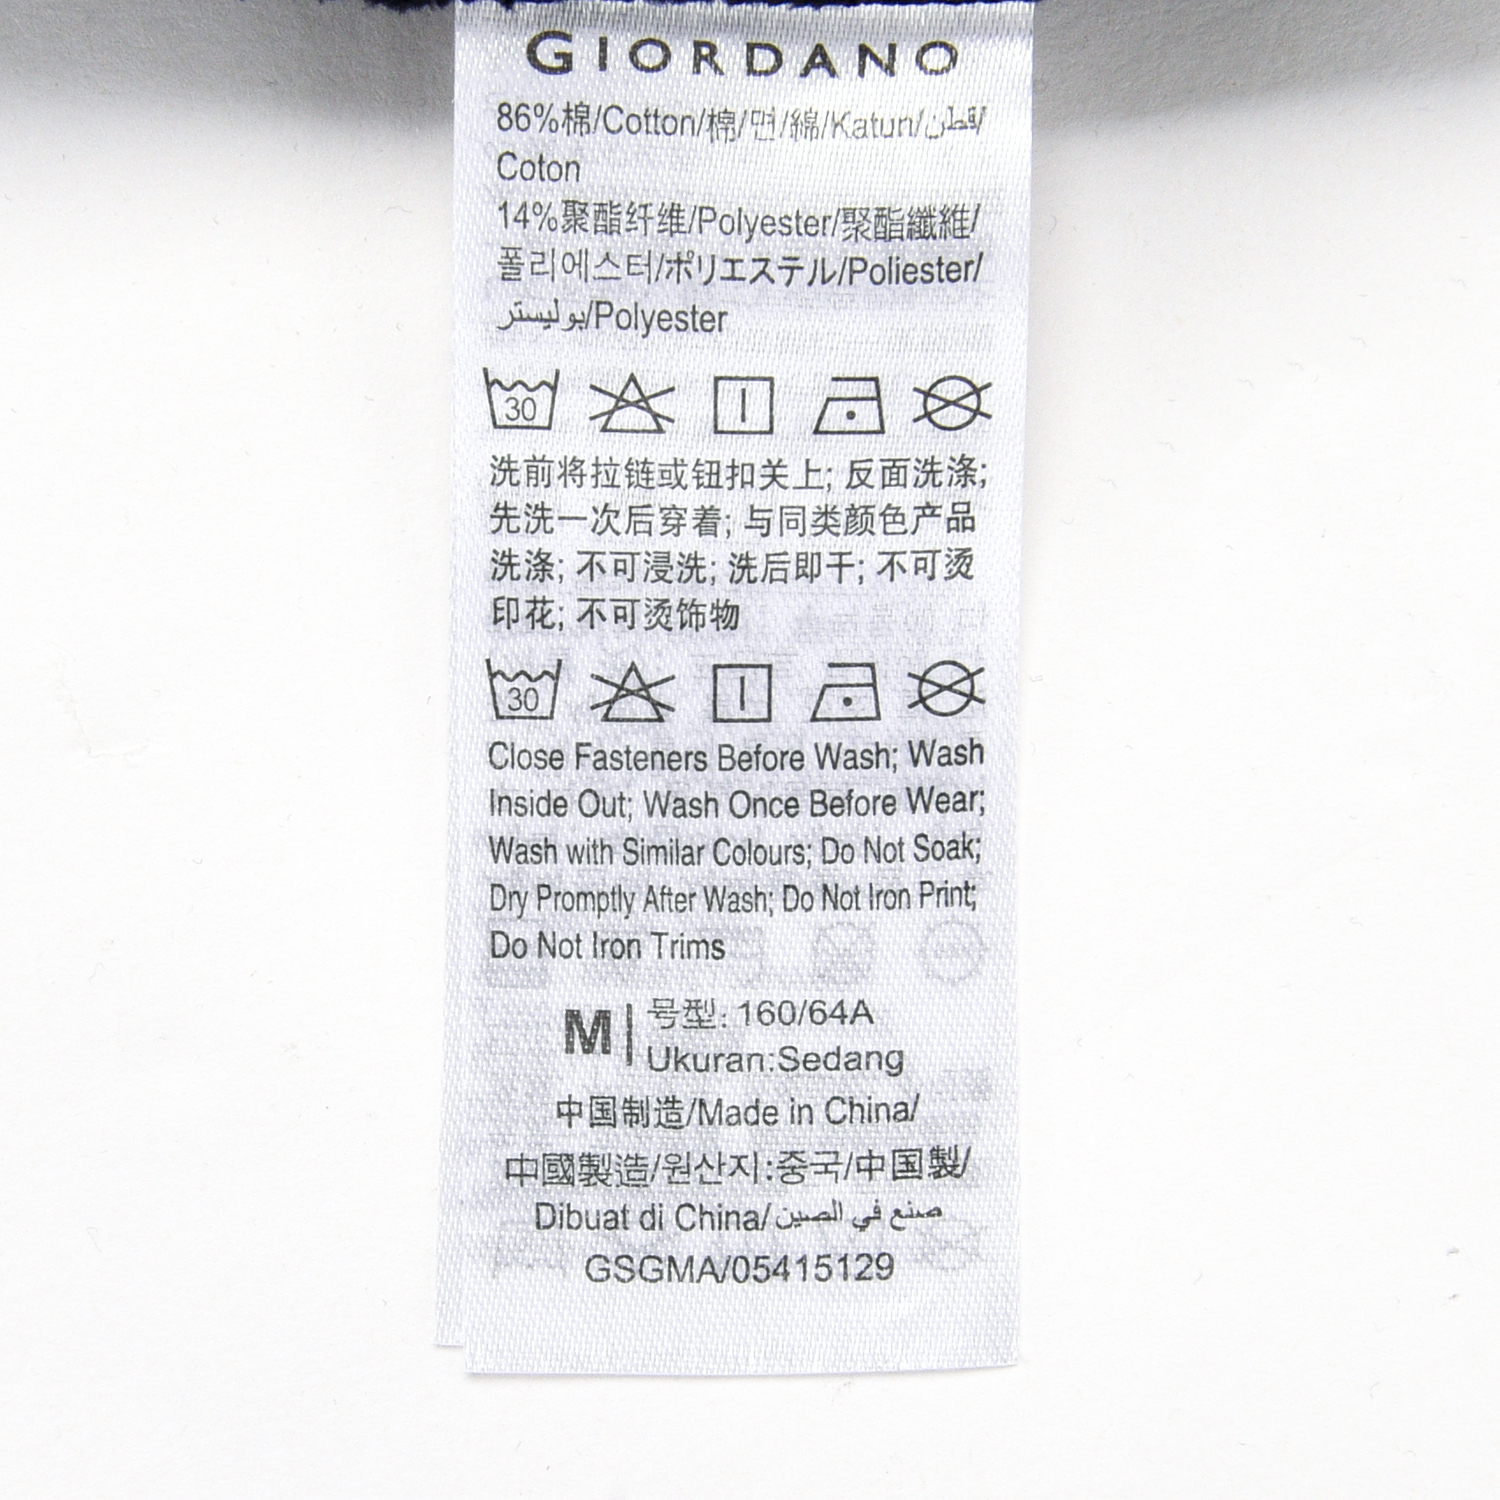 GIORDANO
86%棉/Cotton/棉/면/綿/Katun/قطن/
Coton
14%聚酯纤维/Polyester/聚酯纖維/
폴리에스터/ポリエステル/Poliester/
بوليستر/Polyester
30
洗前将拉链或钮扣关上; 反面洗涤;
先洗一次后穿着; 与同类颜色产品
洗涤; 不可浸洗; 洗后即干; 不可烫
印花; 不可烫饰物
30
Close Fasteners Before Wash; Wash
Inside Out; Wash Once Before Wear;
Wash with Similar Colours; Do Not Soak;
Dry Promptly After Wash; Do Not Iron Print;
Do Not Iron Trims
M
号型: 160/64A
Ukuran:Sedang
中国制造/Made in China/
中國製造/원산지:중국/中国製/
Dibuat di China/صنع في الصين
GSGMA/05415129